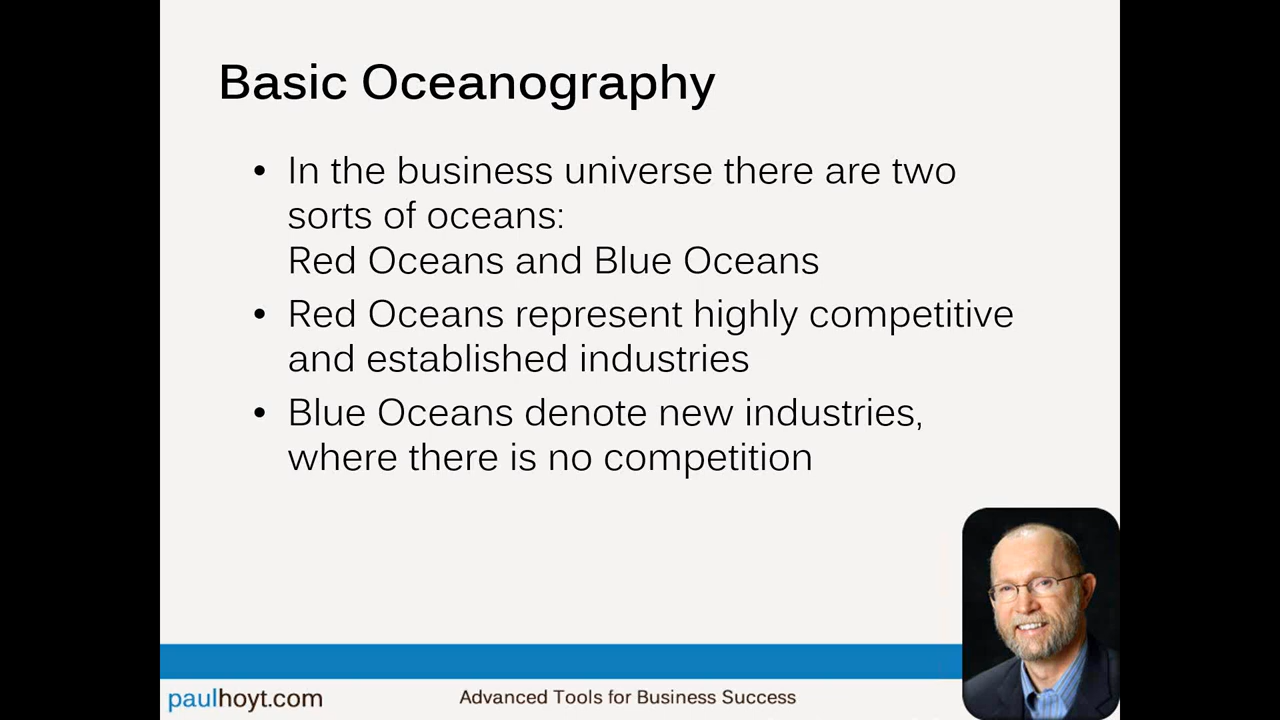 Basic Oceanography
• In the business universe there are two
sorts of oceans:
Red Oceans and Blue Oceans
• Red Oceans represent highly competitive
and established industries
• Blue Oceans denote new industries,
where there is no competition
paulhoyt.com
Advanced Tools for Business Success